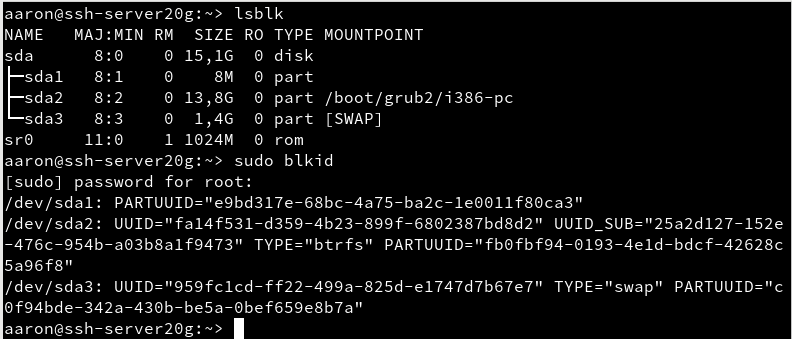 aaron@ssh-server20g:~> lsblk
NAME   MAJ:MIN RM  SIZE RO TYPE MOUNTPOINT
sda      8:0    0 15,1G  0 disk
├─sda1   8:1    0    8M  0 part
├─sda2   8:2    0 13,8G  0 part /boot/grub2/i386-pc
└─sda3   8:3    0  1,4G  0 part [SWAP]
sr0     11:0    1 1024M  0 rom
aaron@ssh-server20g:~> sudo blkid
[sudo] password for root:
/dev/sda1: PARTUUID="e9bd317e-68bc-4a75-ba2c-1e0011f80ca3"
/dev/sda2: UUID="fa14f531-d359-4b23-899f-6802387bd8d2" UUID_SUB="25a2d127-152e
-476c-954b-a03b8a1f9473" TYPE="btrfs" PARTUUID="fb0fbf94-0193-4e1d-bdcf-42628c
5a96f8"
/dev/sda3: UUID="959fc1cd-ff22-499a-825d-e1747d7b67e7" TYPE="swap" PARTUUID="c
0f94bde-342a-430b-be5a-0bef659e8b7a"
aaron@ssh-server20g:~>